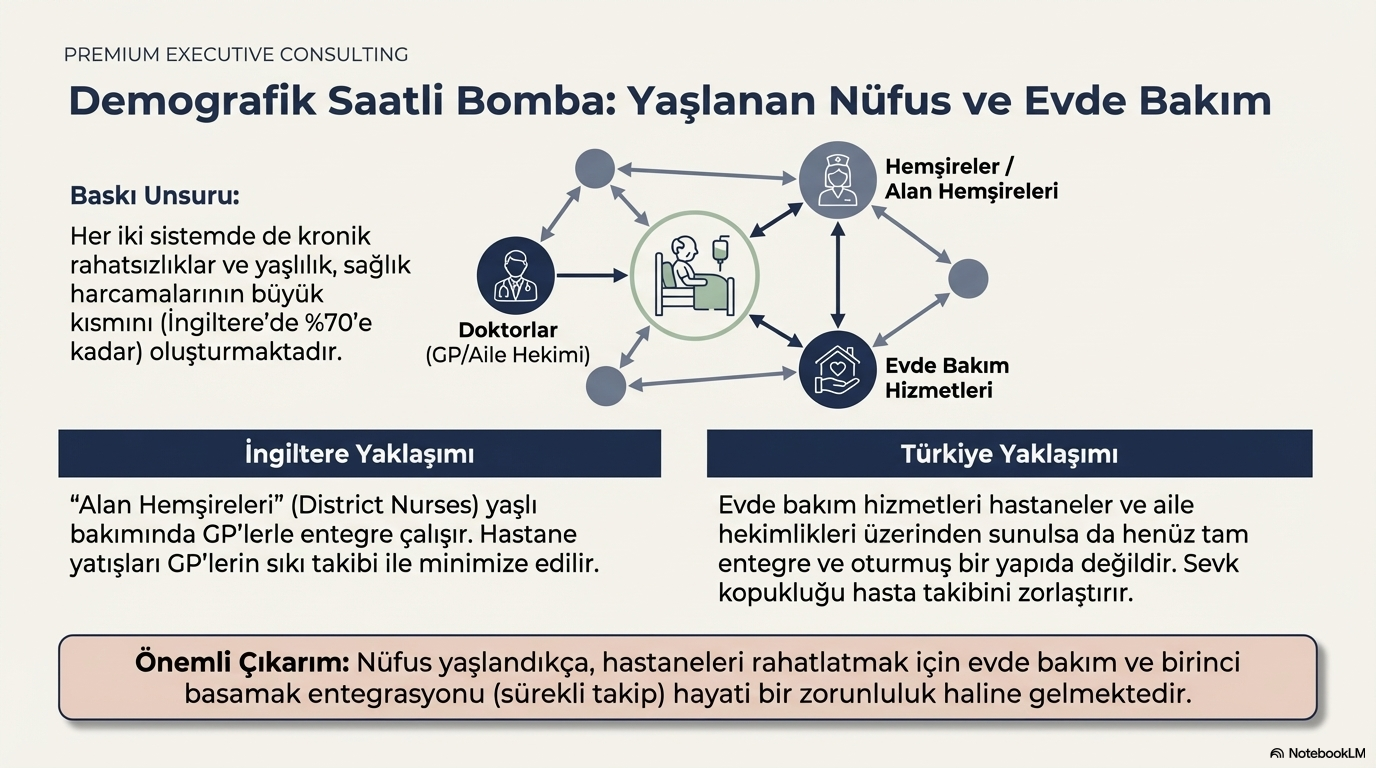 PREMIUM EXECUTIVE CONSULTING
Demografik Saatli Bomba: Yaşlanan Nüfus ve Evde Bakım
Baskı Unsuru:
Her iki sistemde de kronik
rahatsızlıklar ve yaşlılık, sağlık
harcamalarının büyük
kısmını (İngiltere’de %70’e
kadar) oluşturmaktadır.
Doktorlar
(GP/Aile Hekimi)
Hemşireler /
Alan Hemşireleri
Evde Bakım
Hizmetleri
İngiltere Yaklaşımı
“Alan Hemşireleri” (District Nurses) yaşlı
bakımında GP’lerle entegre çalışır. Hastane
yatışları GP’lerin sıkı takibi ile minimize edilir.
Türkiye Yaklaşımı
Evde bakım hizmetleri hastaneler ve aile
hekimlikleri üzerinden sunulsa da henüz tam
entegre ve oturmuş bir yapıda değildir. Sevk
kopukluğu hasta takibini zorlaştırır.
Önemli Çıkarım: Nüfus yaşlandıkça, hastaneleri rahatlatmak için evde bakım ve birinci
basamak entegrasyonu (sürekli takip) hayati bir zorunluluk haline gelmektedir.
NotebookLM